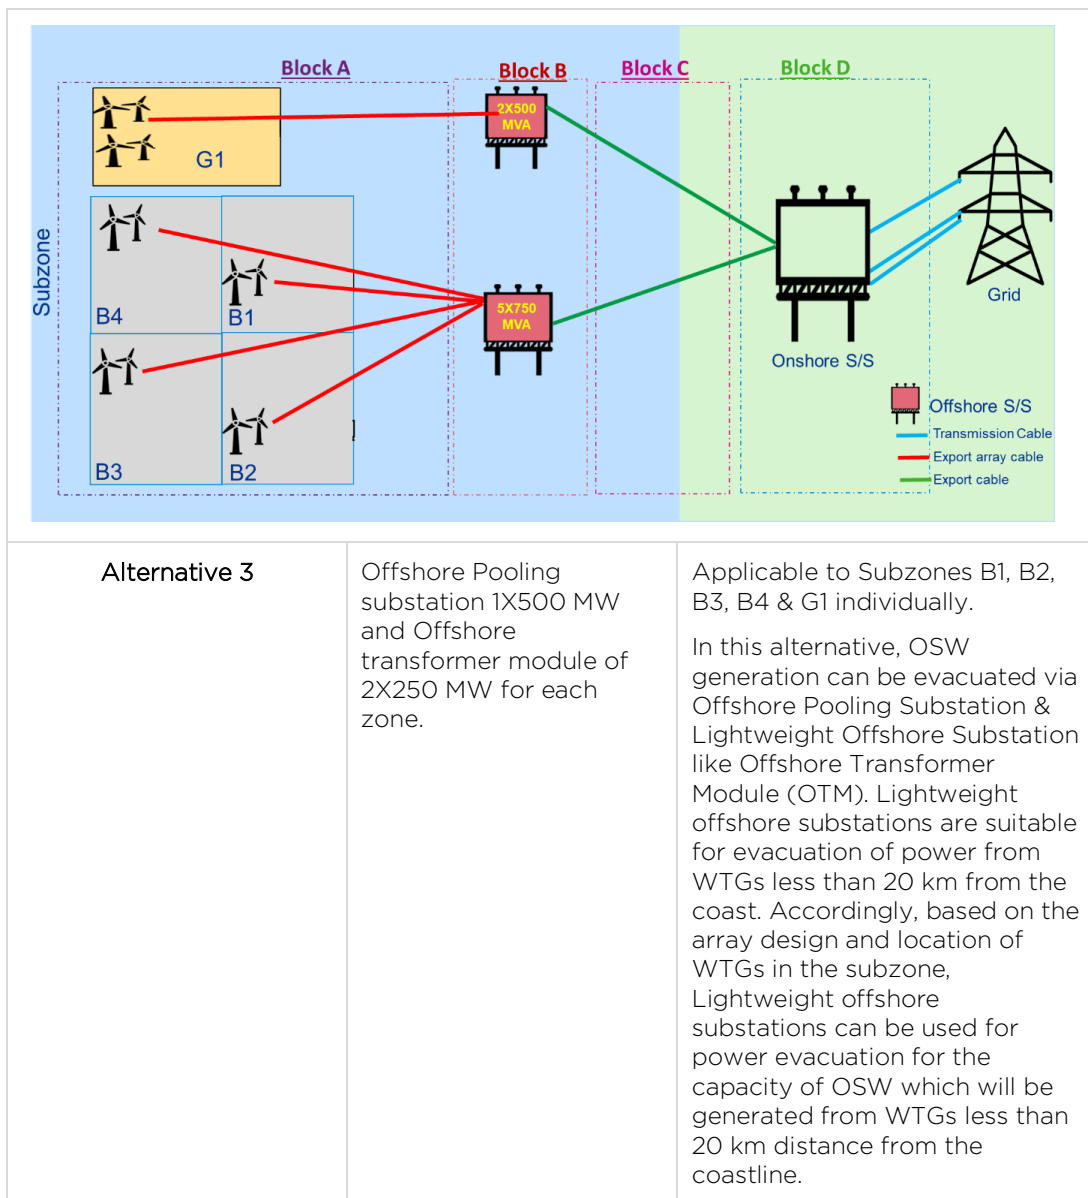 Block A
Block B
Block C
Block D
2X500
MVA
G1
Subzone
B4
B1
5X750
MVA
B3
B2
Grid
Onshore S/S
Offshore S/S
Transmission Cable
Export array cable
Export cable
Alternative 3
Offshore Pooling
substation 1X500 MW
and Offshore
transformer module of
2X250 MW for each
zone.
Applicable to Subzones B1, B2,
B3, B4 & G1 individually.
In this alternative, OSW
generation can be evacuated via
Offshore Pooling Substation &
Lightweight Offshore Substation
like Offshore Transformer
Module (OTM). Lightweight
offshore substations are suitable
for evacuation of power from
WTGs less than 20 km from the
coast. Accordingly, based on the
array design and location of
WTGs in the subzone,
Lightweight offshore
substations can be used for
power evacuation for the
capacity of OSW which will be
generated from WTGs less than
20 km distance from the
coastline.